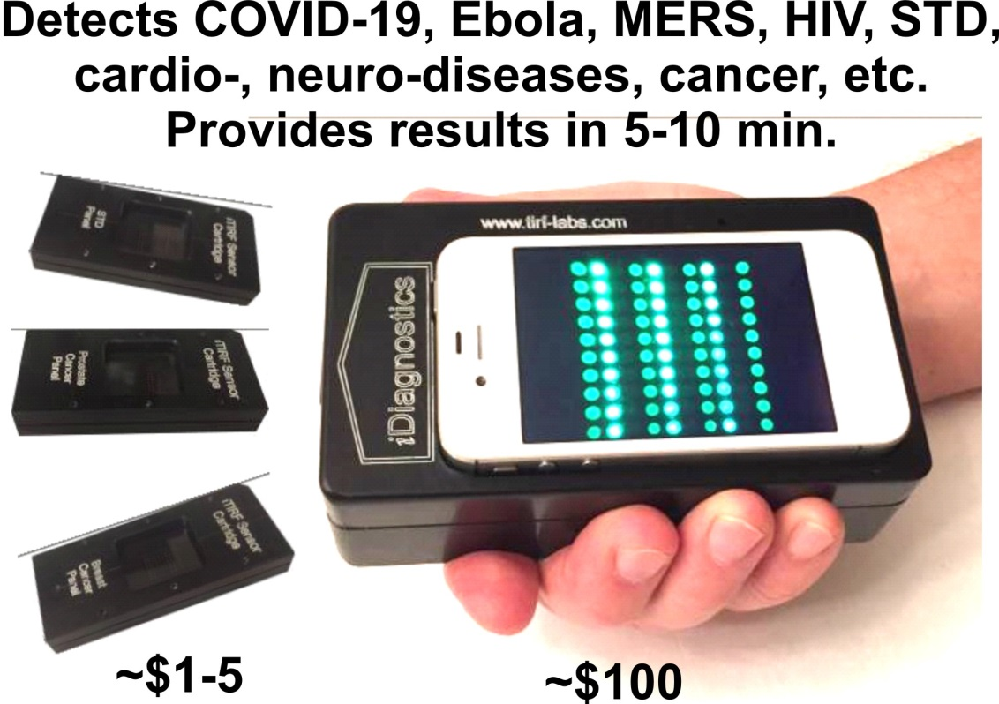 Detects COVID-19, Ebola, MERS, HIV, STD,
cardio-, neuro-diseases, cancer, etc.
Provides results in 5-10 min.
STD
Panel
iTIRF Sensor
Cartridge
Prostate
Cancer
Panel
iTIRF Sensor
Cartridge
Breast
Cancer
Panel
iTIRF Sensor
Cartridge
www.tirf-labs.com
iDiagnostics
~$1-5
~$100